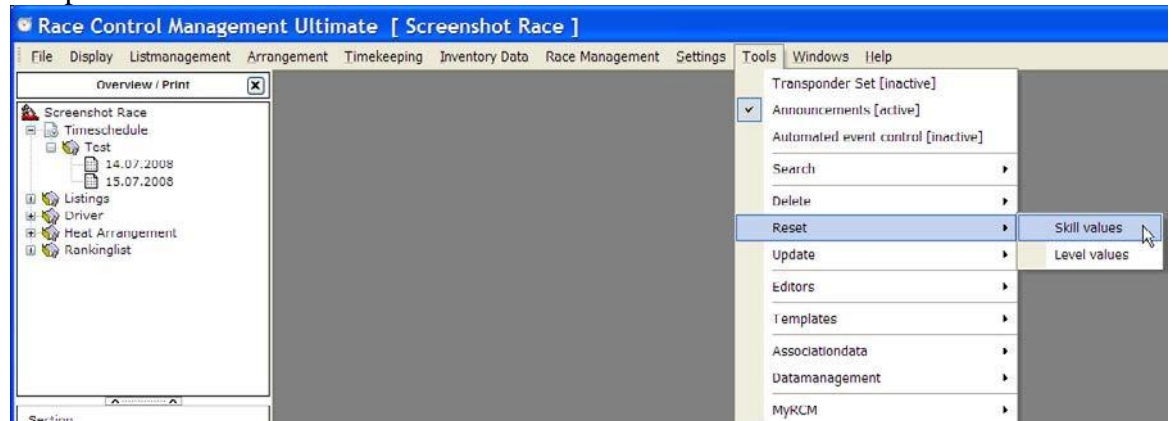 Race Control Management Ultimate [ Screenshot Race ]
File Display Listmanagement Arrangement Timekeeping Inventory Data Race Management Settings Tools Windows Help
Overview / Print
Screenshot Race
Timeschedule
Test
14.07.2008
15.07.2008
Listings
Driver
Heat Arrangement
Rankinglist
Transponder Set [inactive]
Announcements [active]
Automated event control [inactive]
Search
Delete
Reset
Update
Editors
Templates
Associationdata
Datamanagement
MyRCM
Skill values
Level values